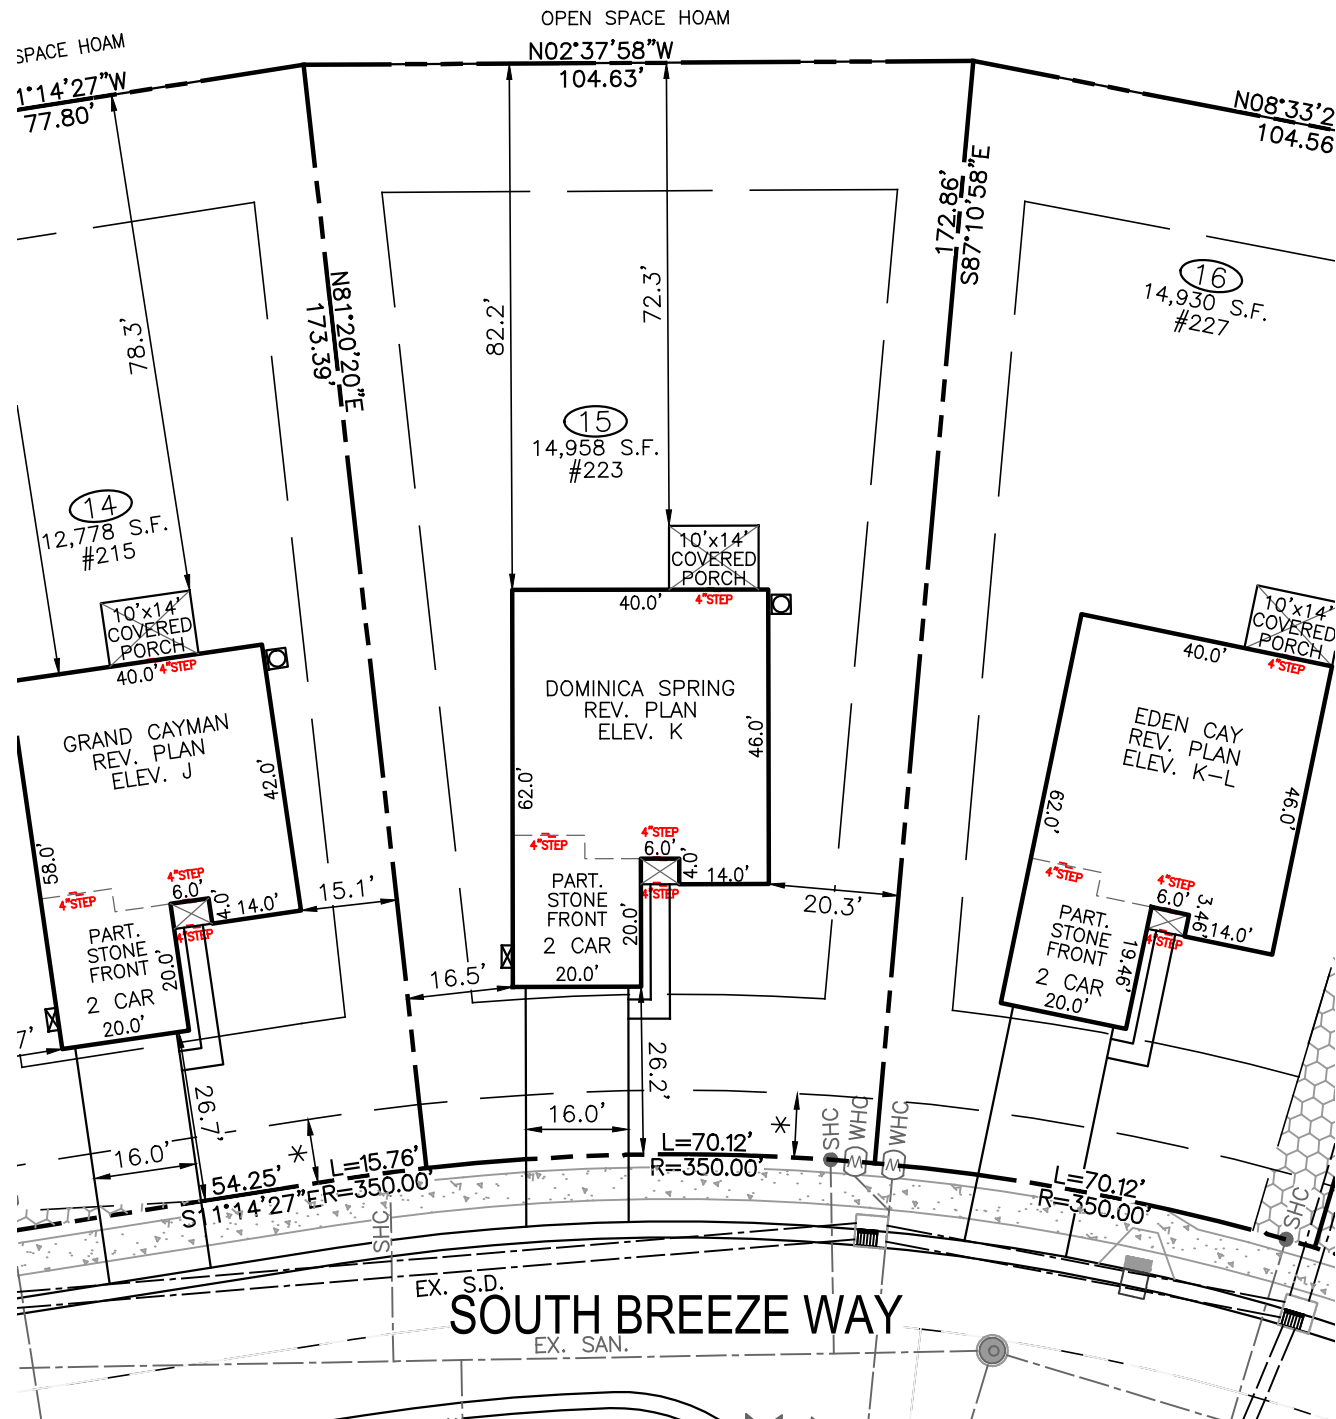 OPEN SPACE HOAM
SPACE HOAM
N02°37'58"W
104.63'
1°14'27"W
77.80'
N08°33'2
104.56
172.86'
S87°10'58"E
N81°20'20"E
173.39'
78.3'
82.2'
72.3'
16
14,930 S.F.
#227
15
14,958 S.F.
#223
14
12,778 S.F.
#215
10'x14'
COVERED
PORCH
4"STEP
40.0'
GRAND CAYMAN
REV. PLAN
ELEV. J
42.0'
58.0'
4"STEP
4"STEP
6.0'
4.0'
14.0'
4"STEP
15.1'
PART.
STONE
FRONT
2 CAR
20.0'
20.0'
7'
26.7'
16.0'
10'x14'
COVERED
PORCH
4"STEP
40.0'
DOMINICA SPRING
REV. PLAN
ELEV. K
46.0'
62.0'
4"STEP
4"STEP
6.0'
4.0'
14.0'
4"STEP
20.3'
16.5'
PART.
STONE
FRONT
2 CAR
20.0'
20.0'
26.2'
16.0'
10'x14'
COVERED
PORCH
4"STEP
40.0'
EDEN CAY
REV. PLAN
ELEV. K-L
46.0'
62.0'
4"STEP
4"STEP
6.0'
3.46'
14.0'
4"STEP
PART.
STONE
FRONT
2 CAR
19.46'
20.0'
*
*
SHC
WHC
WHC
54.25'
S11°14'27"E
L=15.76'
R=350.00'
L=70.12'
R=350.00'
L=70.12'
R=350.00'
SHC
SHC
EX. S.D.
SOUTH BREEZE WAY
EX. SAN.